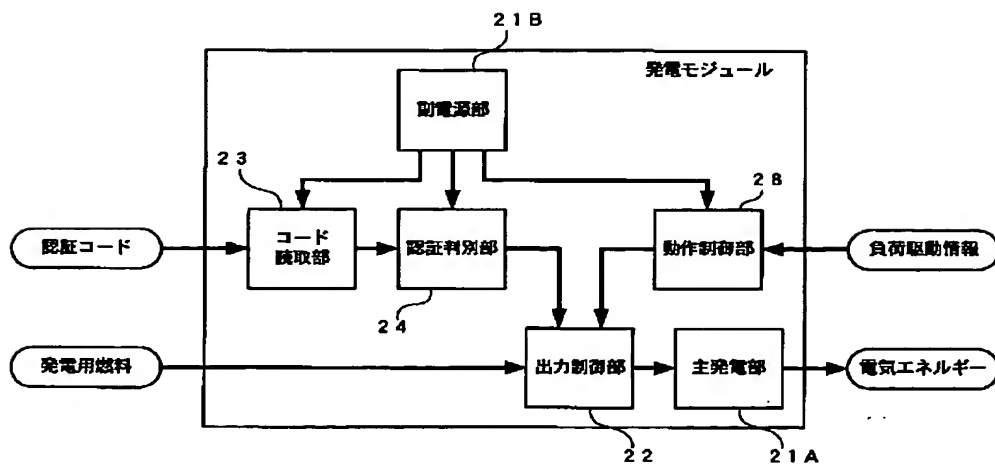 21B
発電モジュール
副電源部
23
28
認証コード
コード
読取部
認証判別部
動作制御部
負荷駆動情報
24
発電用燃料
出力制御部
主発電部
電気エネルギー
22
21A